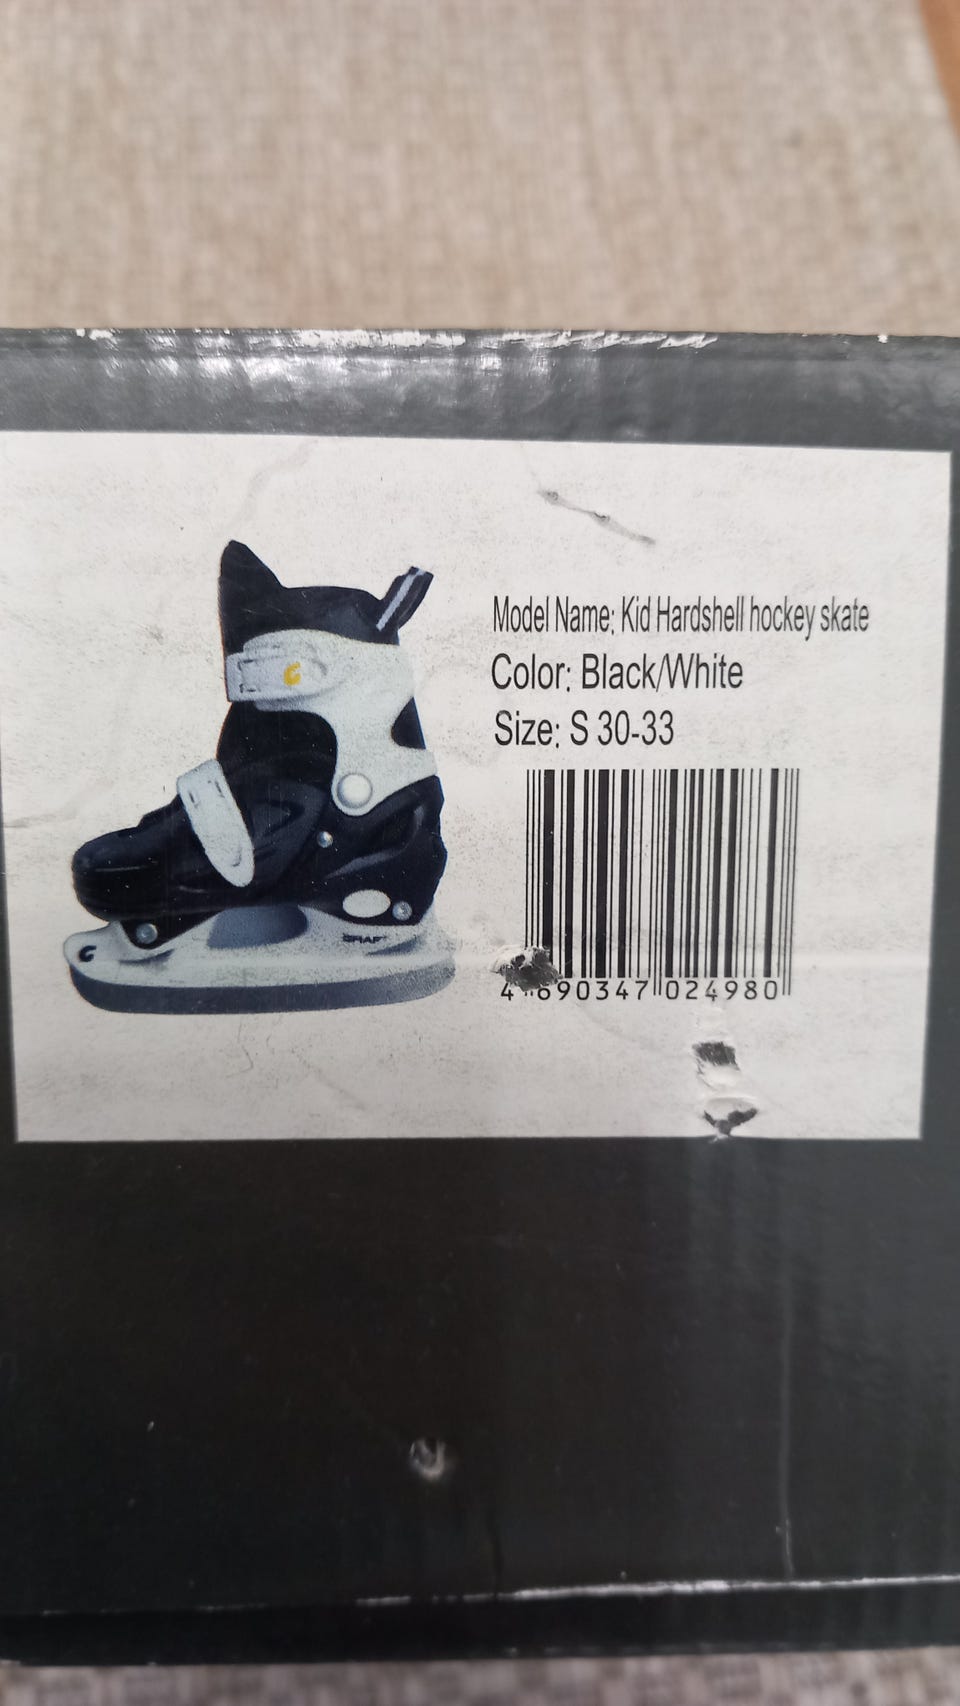 Model Name: Kid Hardshell hockey skate
Color: Black/White
Size: S 30-33
4 690347 024980